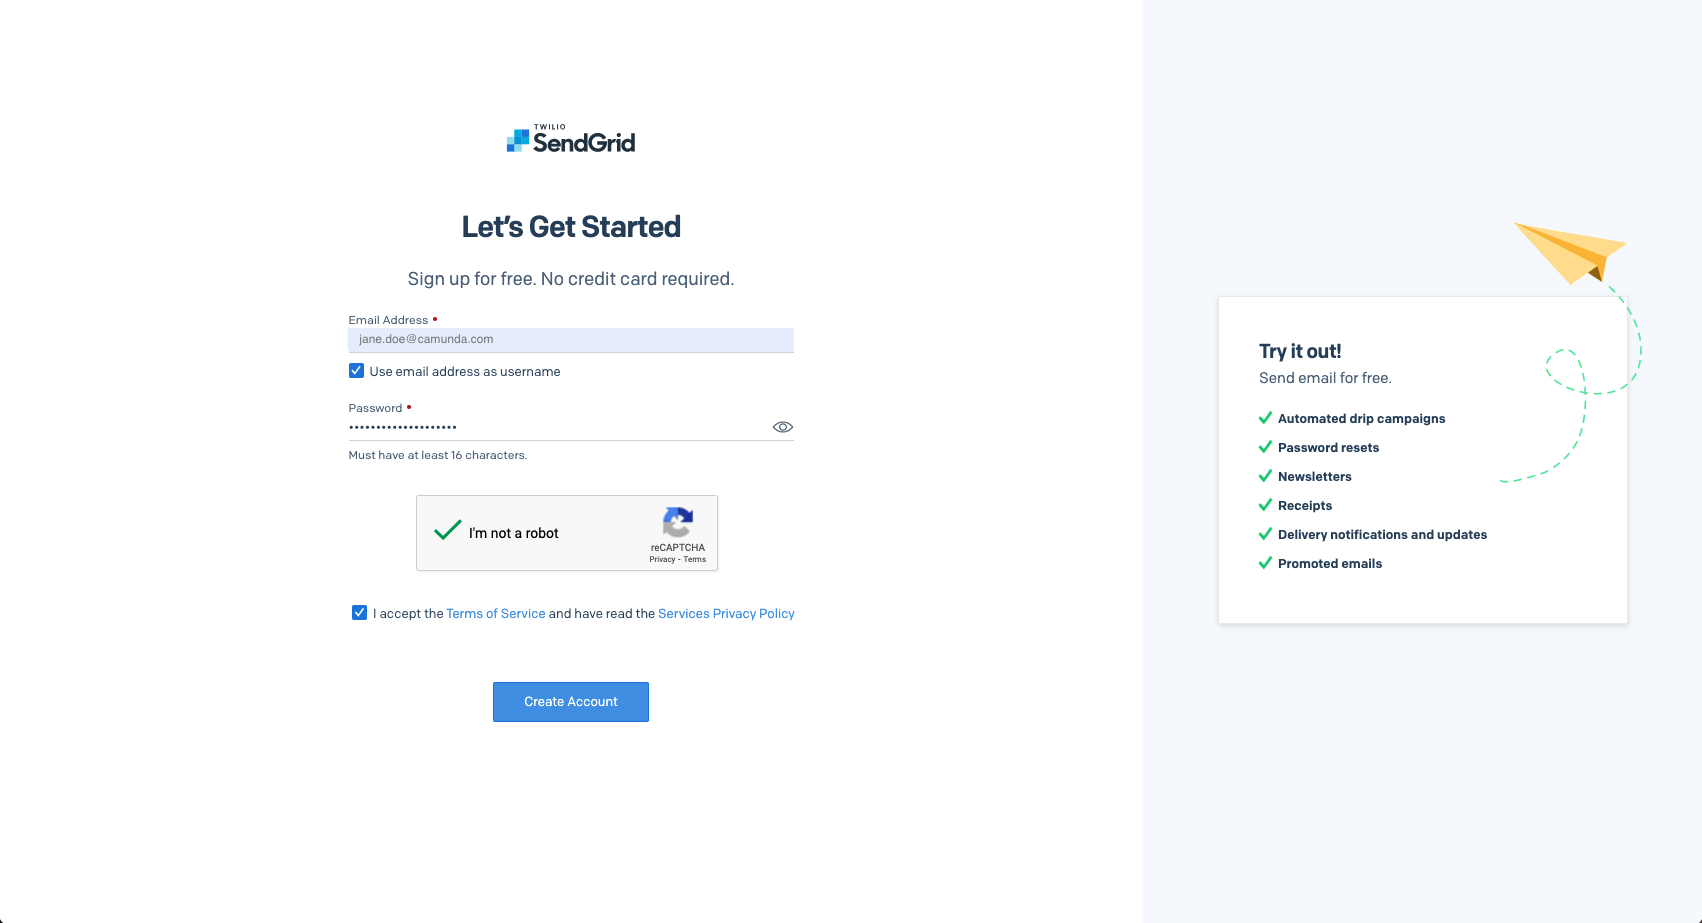 TWILIO
SendGrid
Let's Get Started
Sign up for free. No credit card required.
Email Address
jane.doe@camunda.com
Use email address as username
Password
•••••••••••••••••••
Must have at least 16 characters.
I'm not a robot
reCAPTCHA
Privacy - Terms
I accept the Terms of Service and have read the Services Privacy Policy
Create Account
Try it out!
Send email for free.
Automated drip campaigns
Password resets
Newsletters
Receipts
Delivery notifications and updates
Promoted emails